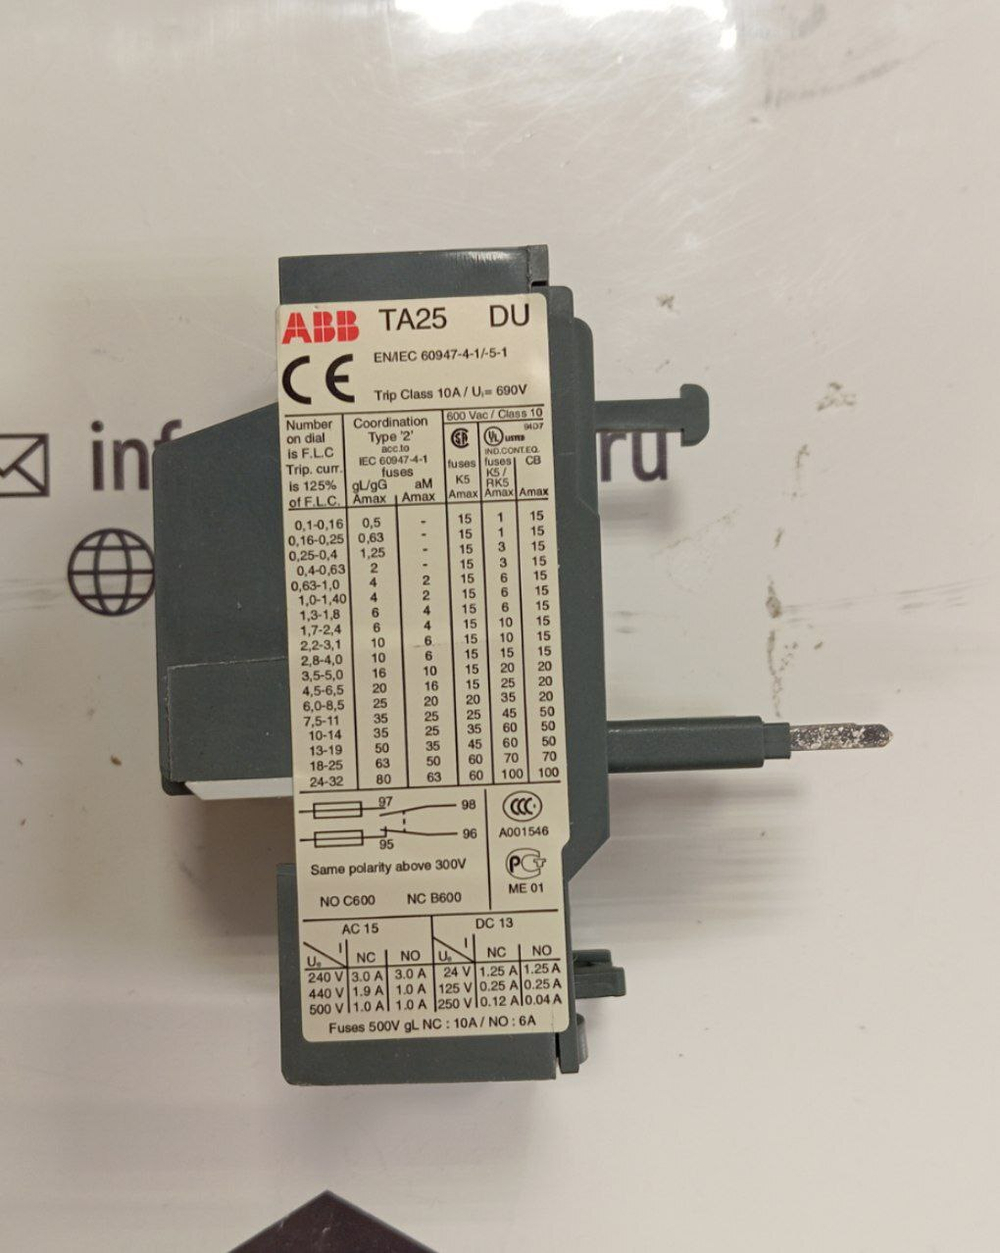 ABB TA25 DU
EN/IEC 60947-4-1/-5-1
CE
Trip Class 10A / Uᵢ= 690V
Number
on dial
is F.L.C
Trip. curr.
is 125%
of F.L.C.
Coordination
Type '2'
acc.to
IEC 60947-4-1
fuses
gL/gG aM
Amax Amax
600 Vac / Class 10
SA
fuses
K5
Amax
UL LISTED 94D7
IND.CONT.EQ.
fuses CB
K5 /
RK5
Amax Amax
0,1-0,16 0,5 - 15 1 15
0,16-0,25 0,63 - 15 1 15
0,25-0,4 1,25 - 15 3 15
0,4-0,63 2 - 15 3 15
0,63-1,0 4 2 15 6 15
1,0-1,40 4 2 15 6 15
1,3-1,8 6 4 15 6 15
1,7-2,4 6 4 15 10 15
2,2-3,1 10 6 15 10 15
2,8-4,0 10 6 15 15 15
3,5-5,0 16 10 15 20 20
4,5-6,5 20 16 15 25 20
6,0-8,5 25 20 20 35 20
7,5-11 35 25 25 45 50
10-14 35 25 35 60 50
13-19 50 35 45 60 50
18-25 63 50 60 70 70
24-32 80 63 60 100 100
97 98
95 96
Same polarity above 300V
NO C600 NC B600
CCC
A001546
РСТ
ME 01
AC 15
Uₑ I NC NO
240 V 3.0 A 3.0 A
440 V 1.9 A 1.0 A
500 V 1.0 A 1.0 A
DC 13
Uₑ I NC NO
24 V 1.25 A 1.25 A
125 V 0.25 A 0.25 A
250 V 0.12 A 0.04 A
Fuses 500V gL NC : 10A / NO : 6A
inf
ru